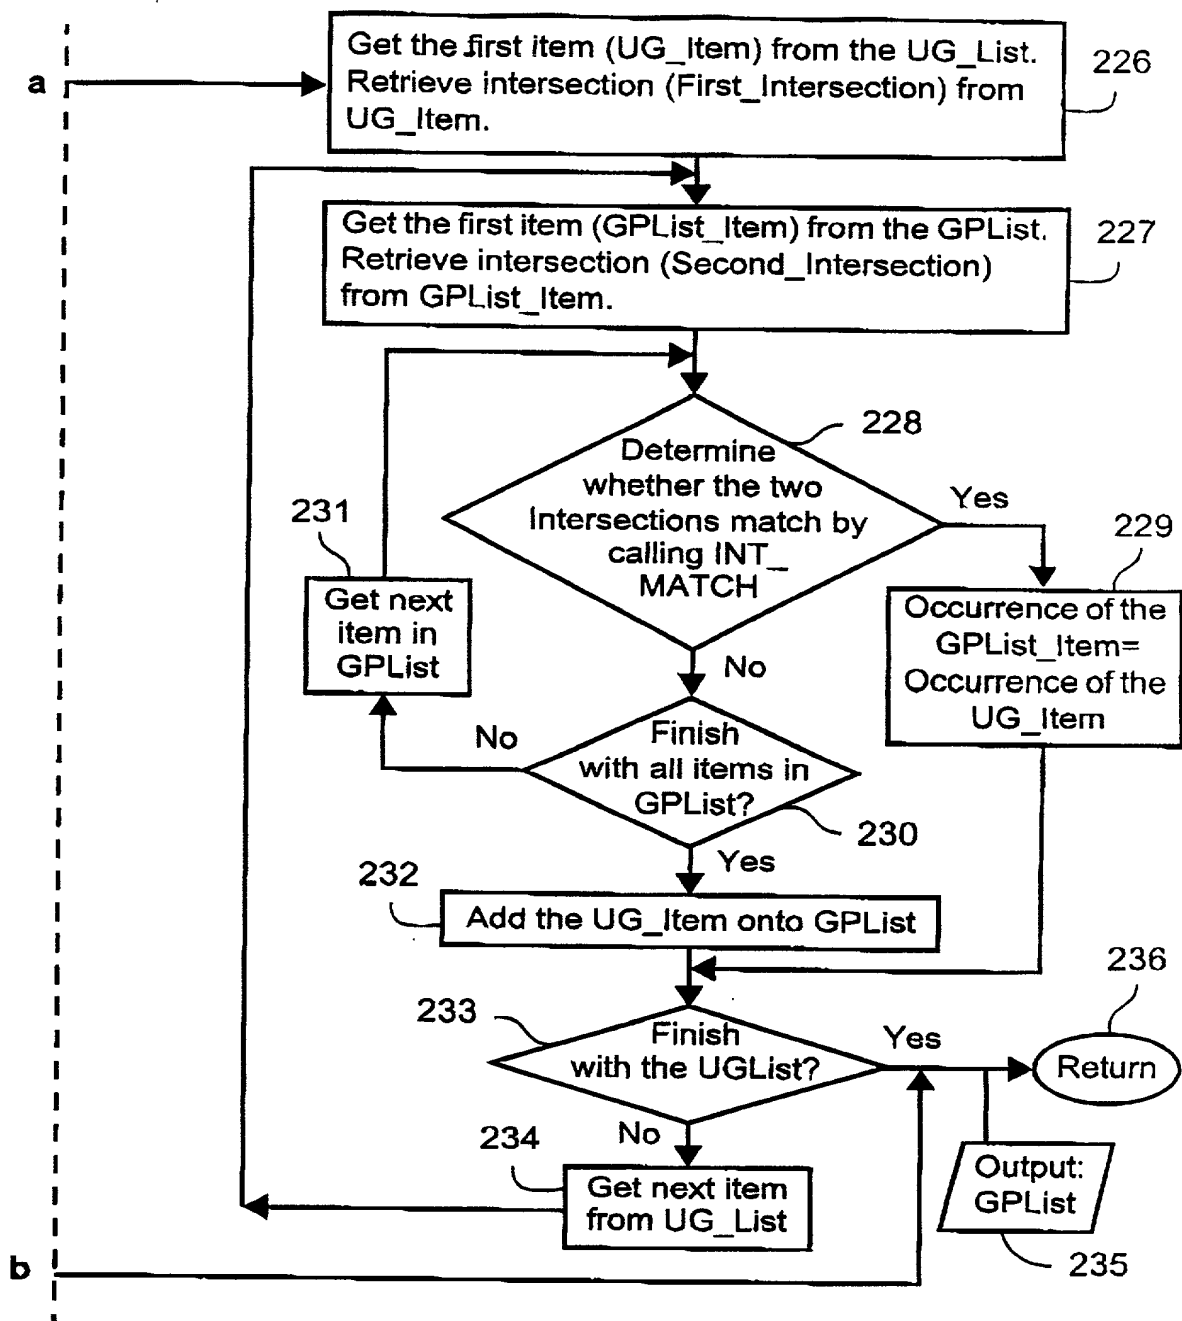 a
Get the first item (UG_Item) from the UG_List.
Retrieve intersection (First_Intersection) from
UG_Item.
226
Get the first item (GPList_Item) from the GPList.
Retrieve intersection (Second_Intersection)
from GPList_Item.
227
228
Determine
whether the two
Intersections match by
calling INT_
MATCH
Yes
229
Occurrence of the
GPList_Item=
Occurrence of the
UG_Item
231
Get next
item in
GPList
No
No
Finish
with all items in
GPList?
230
Yes
232
Add the UG_Item onto GPList
233
Finish
with the UGList?
Yes
236
Return
No
234
Get next item
from UG_List
Output:
GPList
235
b